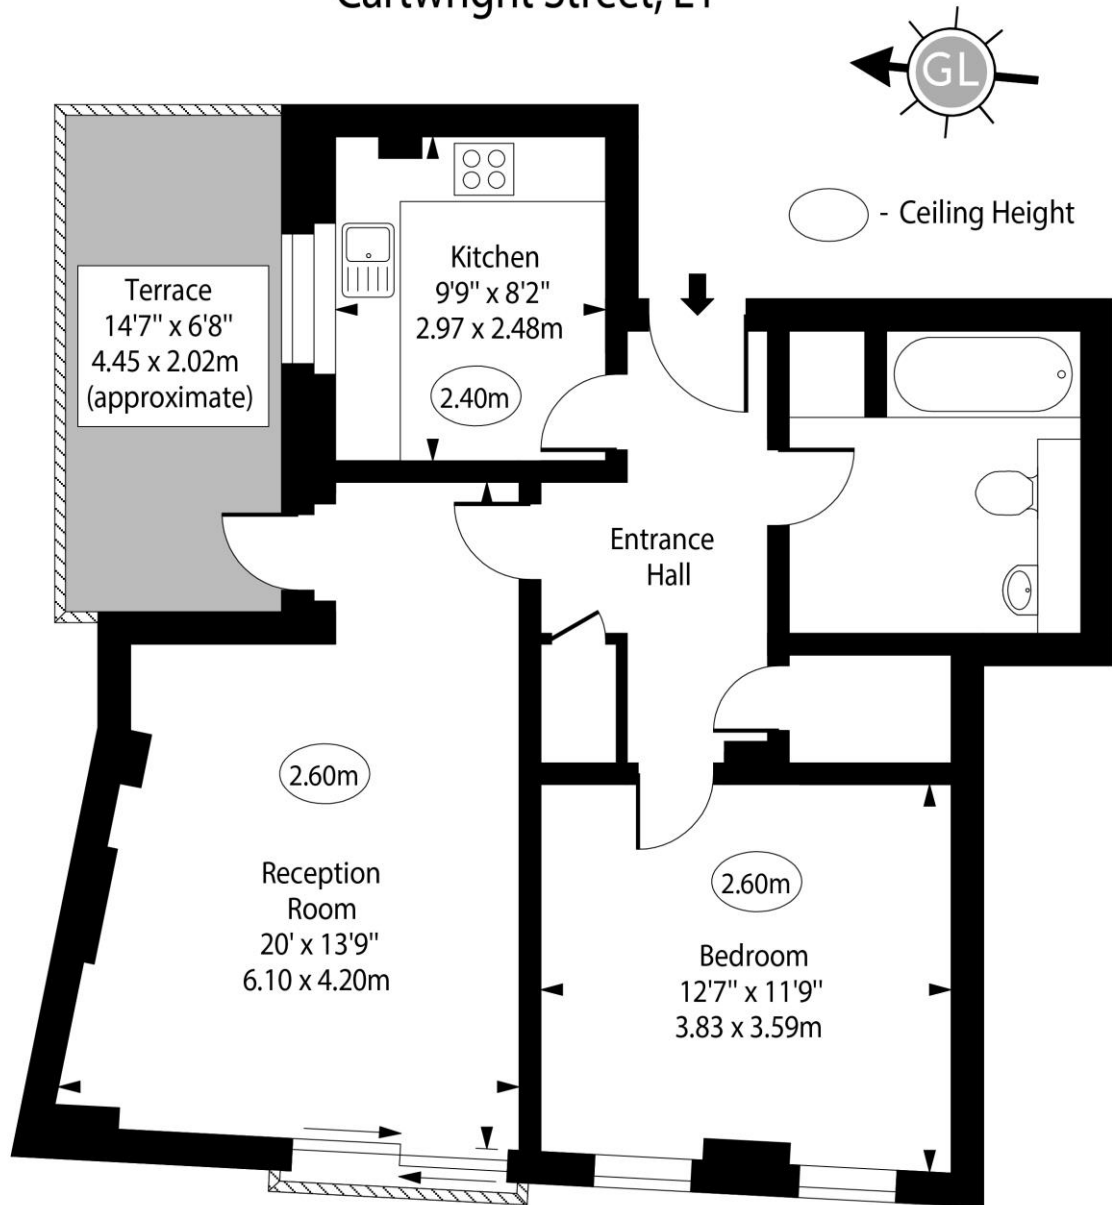 Cartwright Street, E1
GL
- Ceiling Height
Kitchen
9'9" x 8'2"
2.97 x 2.48m
2.40m
Terrace
14'7" x 6'8"
4.45 x 2.02m
(approximate)
Entrance
Hall
2.60m
Reception
Room
20' x 13'9"
6.10 x 4.20m
2.60m
Bedroom
12'7" x 11'9"
3.83 x 3.59m